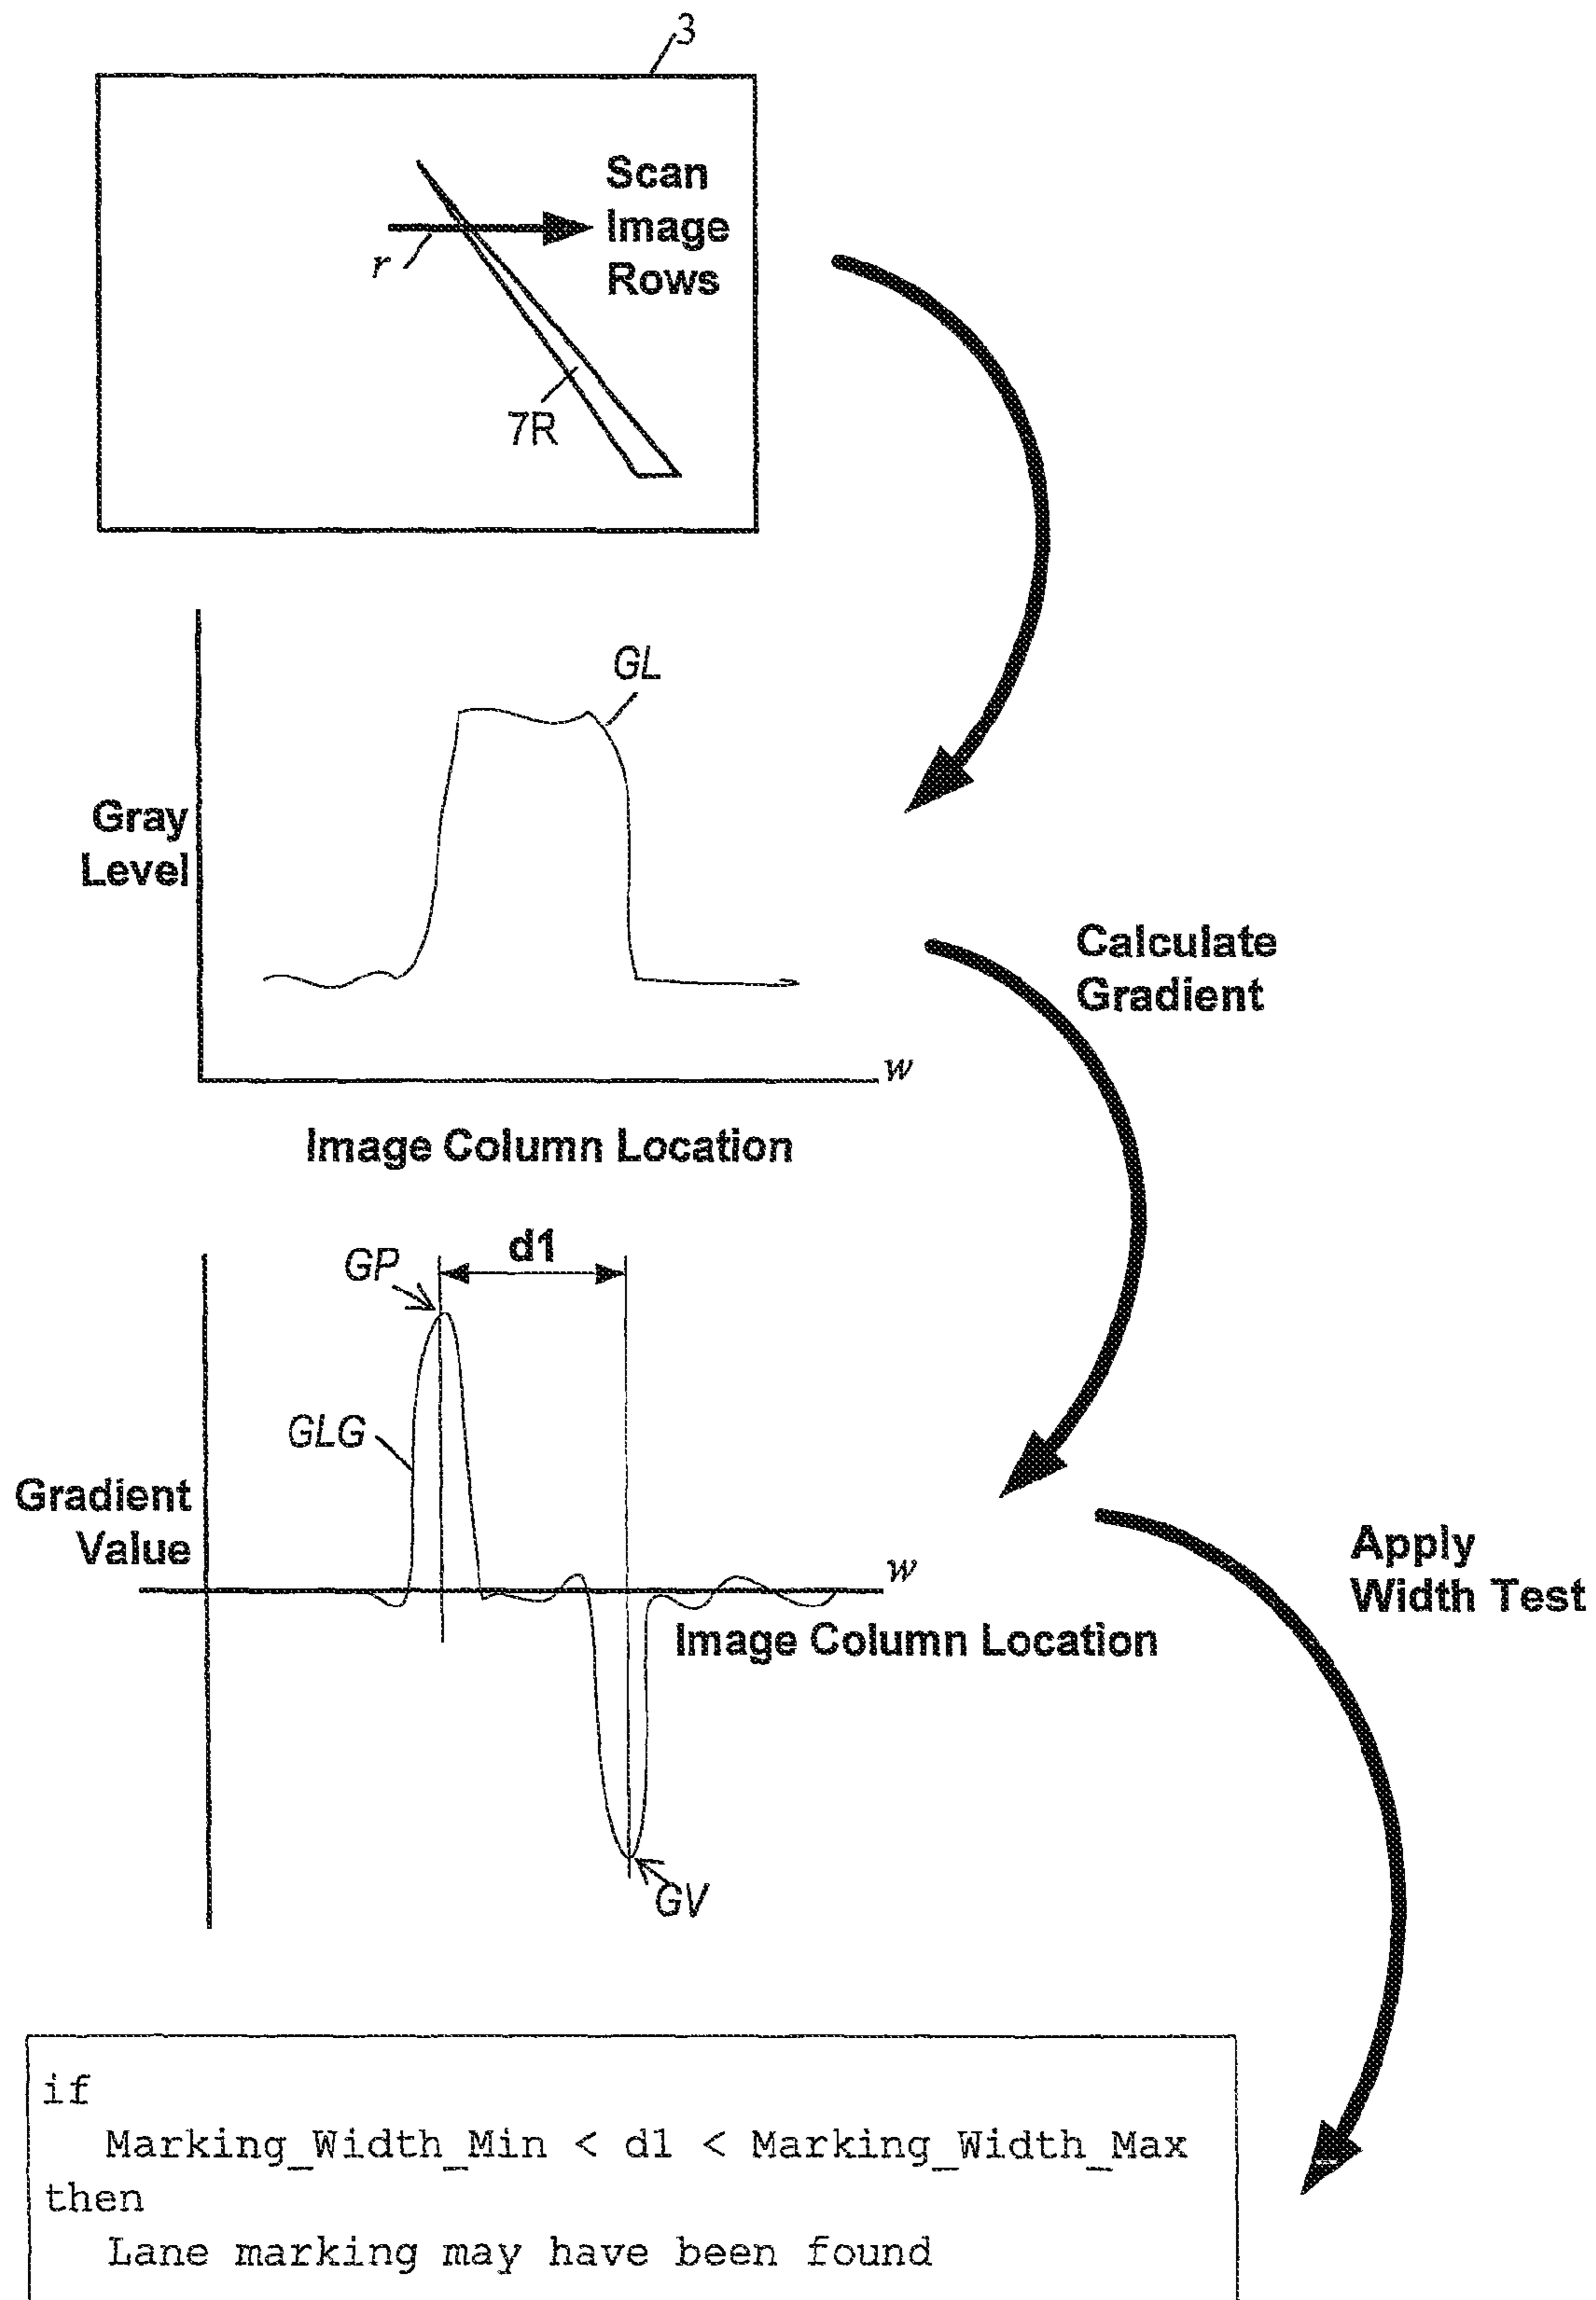 3
Scan
Image
Rows
r
7R
GL
Gray
Level
Calculate
Gradient
w
Image Column Location
d1
GP
GLG
Gradient
Value
w
Apply
Width Test
Image Column Location
GV
if
Marking_Width_Min < d1 < Marking_Width_Max
then
Lane marking may have been found